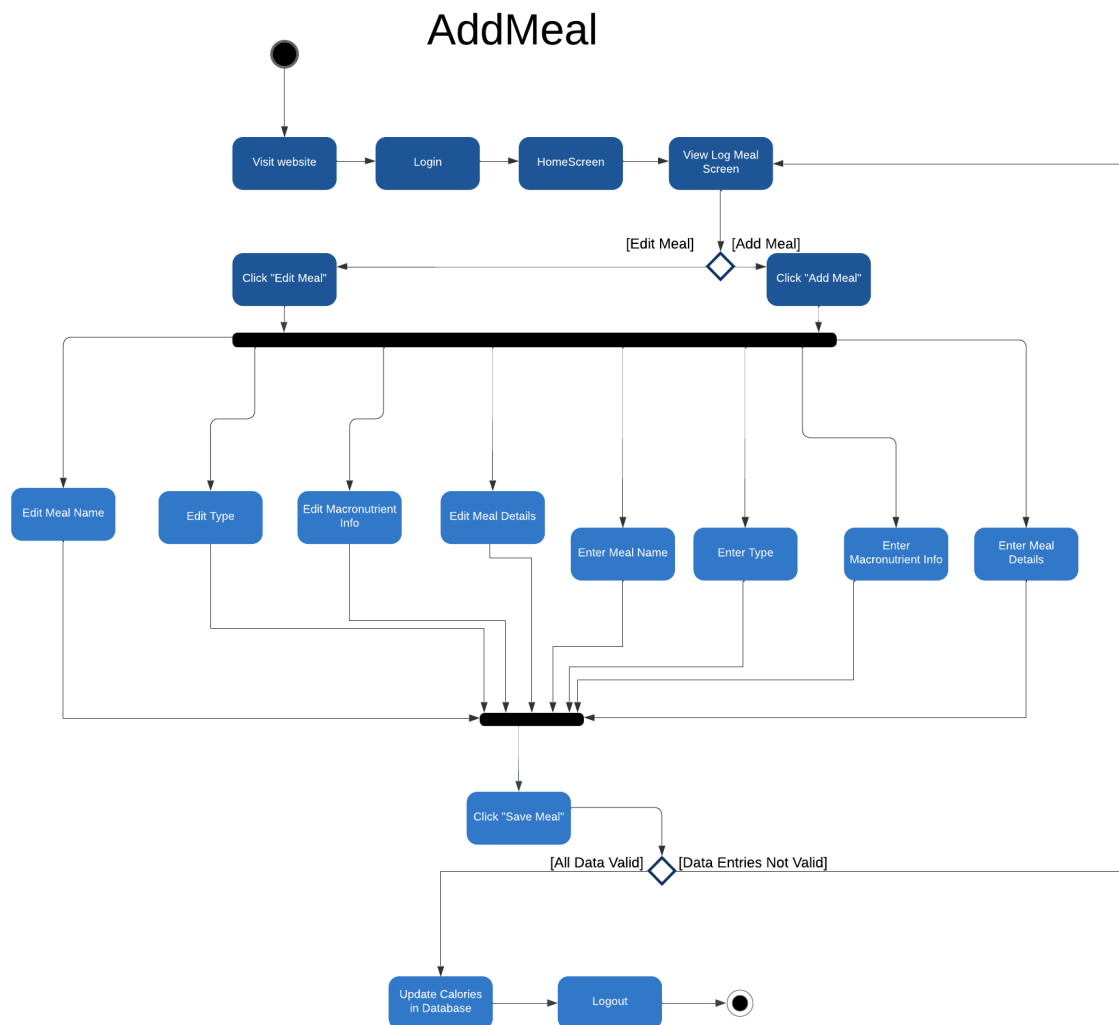 AddMeal
Visit website
Login
HomeScreen
View Log Meal
Screen
[Edit Meal]
[Add Meal]
Click "Edit Meal"
Click "Add Meal"
Edit Meal Name
Edit Type
Edit Macronutrient
Info
Edit Meal Details
Enter Meal Name
Enter Type
Enter
Macronutrient Info
Enter Meal
Details
Click "Save Meal"
[All Data Valid]
[Data Entries Not Valid]
Update Calories
in Database
Logout